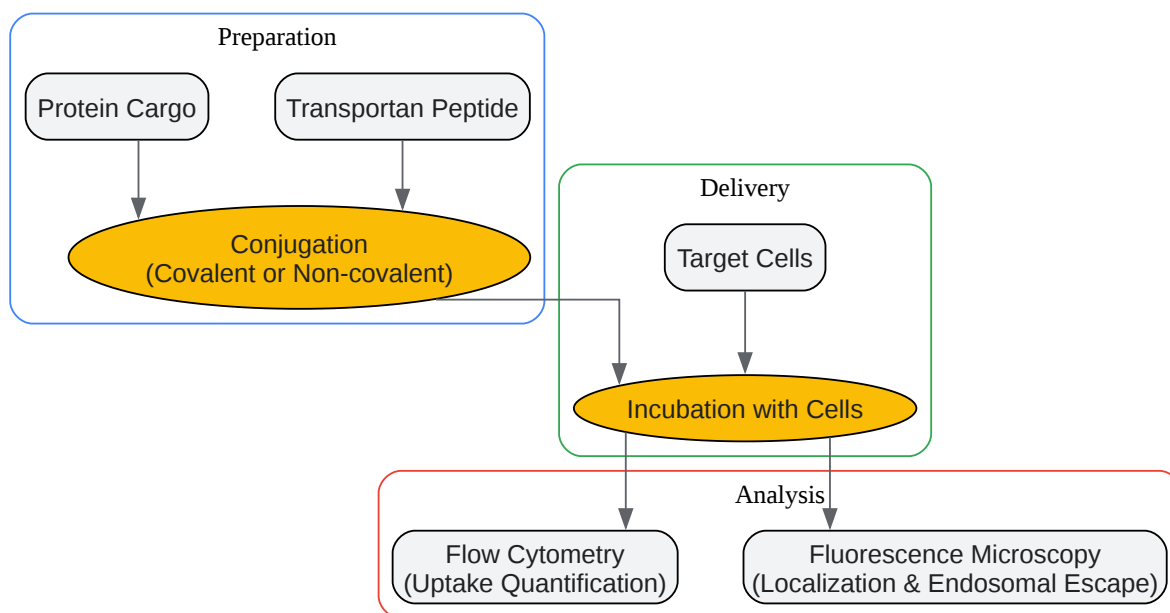 Preparation
Protein Cargo
Transportan Peptide
Conjugation
(Covalent or Non-covalent)
Delivery
Target Cells
Incubation with Cells
Analysis
Flow Cytometry
(Uptake Quantification)
Fluorescence Microscopy
(Localization & Endosomal Escape)